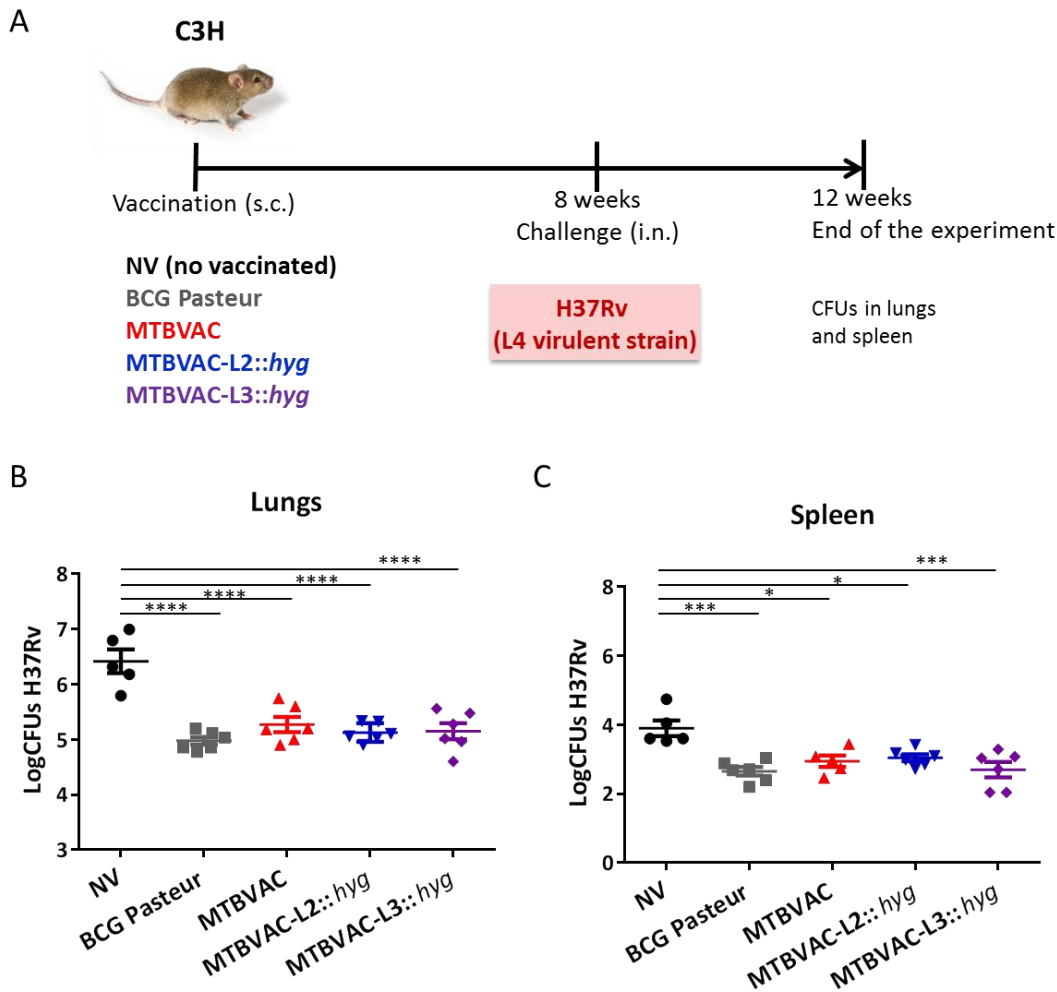 A
C3H
Vaccination (s.c.)
8 weeks
Challenge (i.n.)
12 weeks
End of the experiment
NV (no vaccinated)
BCG Pasteur
MTBVAC
MTBVAC-L2::hyg
MTBVAC-L3::hyg
H37Rv
(L4 virulent strain)
CFUs in lungs
and spleen
B
Lungs
****
****
****
****
LogCFUs H37Rv
8
7
6
5
4
3
NV
BCG Pasteur
MTBVAC
MTBVAC-L2::hyg
MTBVAC-L3::hyg
C
Spleen
***
*
*
***
LogCFUs H37Rv
8
6
4
2
0
NV
BCG Pasteur
MTBVAC
MTBVAC-L2::hyg
MTBVAC-L3::hyg